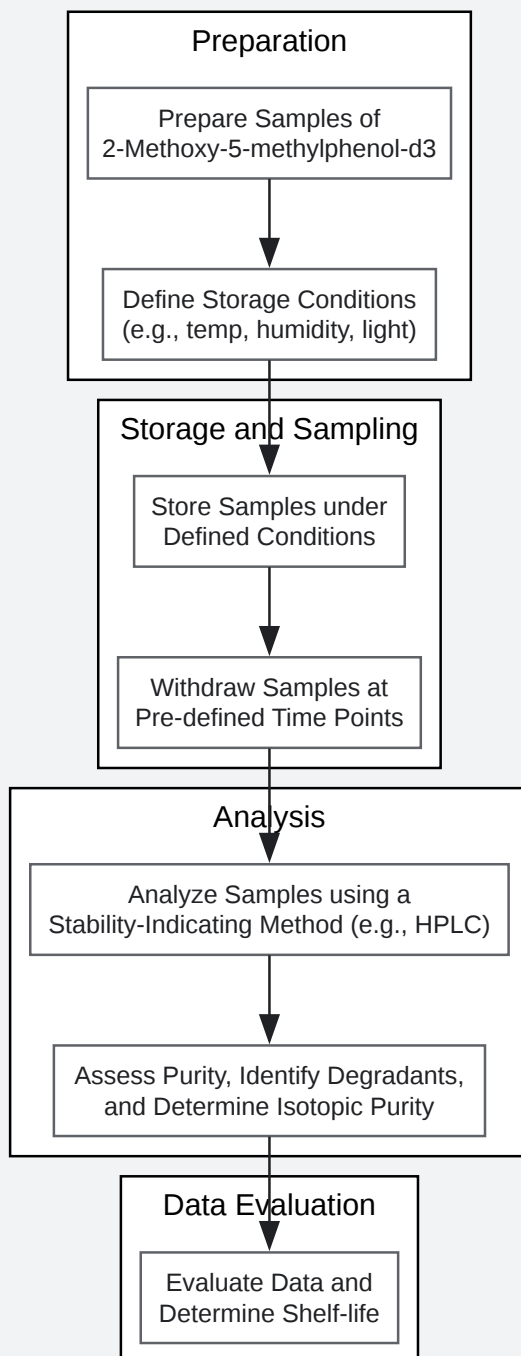 Preparation
Prepare Samples of
2-Methoxy-5-methylphenol-d3
Define Storage Conditions
(e.g., temp, humidity, light)
Storage and Sampling
Store Samples under
Defined Conditions
Withdraw Samples at
Pre-defined Time Points
Analysis
Analyze Samples using a
Stability-Indicating Method (e.g., HPLC)
Assess Purity, Identify Degradants,
and Determine Isotopic Purity
Data Evaluation
Evaluate Data and
Determine Shelf-life